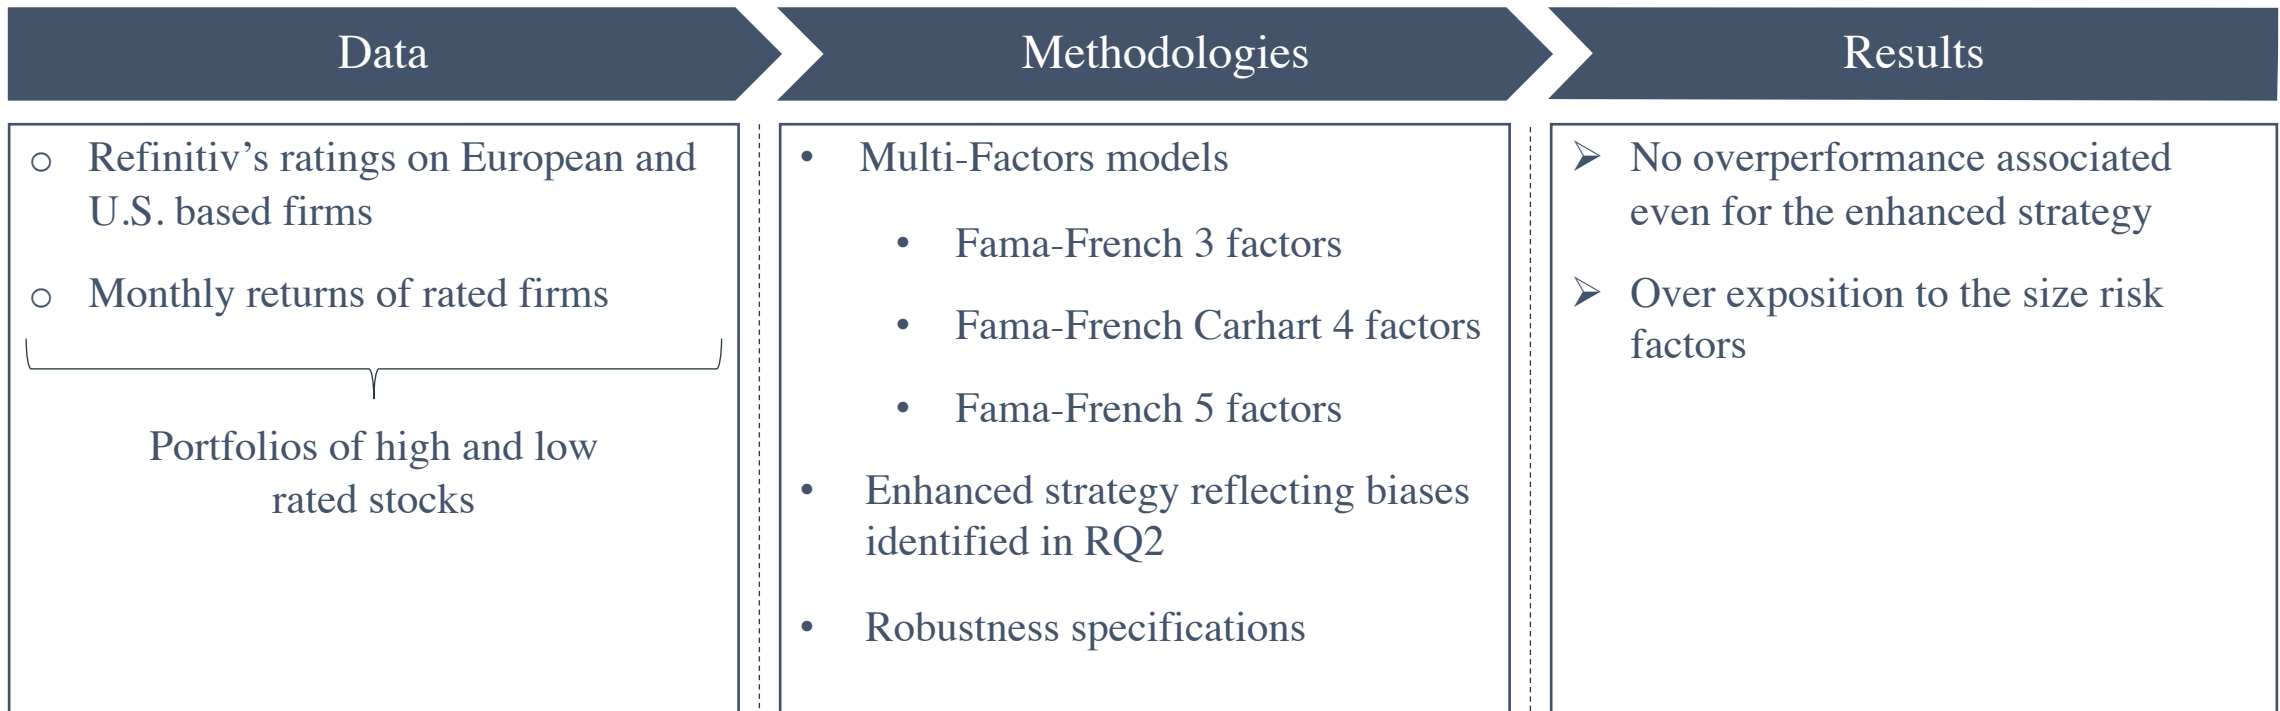 Data
Methodologies
Results
o Refinitiv’s ratings on European and
U.S. based firms
o Monthly returns of rated firms
Portfolios of high and low
rated stocks
• Multi-Factors models
• Fama-French 3 factors
• Fama-French Carhart 4 factors
• Fama-French 5 factors
• Enhanced strategy reflecting biases
identified in RQ2
• Robustness specifications
➢ No overperformance associated
even for the enhanced strategy
➢ Over exposition to the size risk
factors